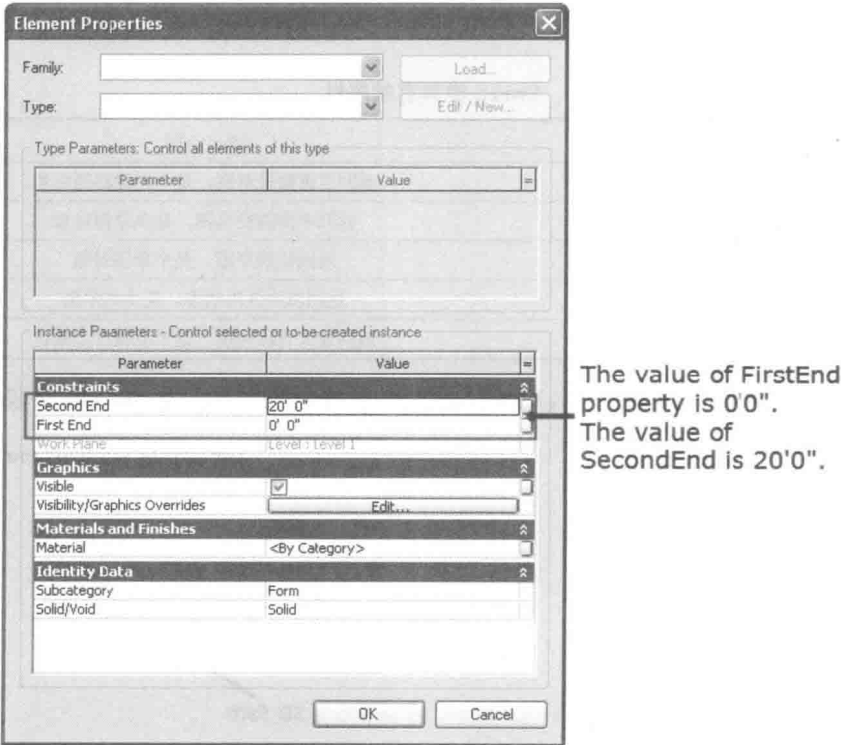 Element Properties
Family:
Load...
Type:
Edit / New...
Type Parameters: Control all elements of this type
Parameter Value =
Instance Parameters - Control selected or to-be-created instance
Parameter Value =
Constraints
Second End 20' 0"
First End 0' 0"
Work Plane Level : Level 1
Graphics
Visible
Visibility/Graphics Overrides Edit...
Materials and Finishes
Material <By Category>
Identity Data
Subcategory Form
Solid/Void Solid
OK Cancel
The value of FirstEnd
property is 0'0".
The value of
SecondEnd is 20'0".